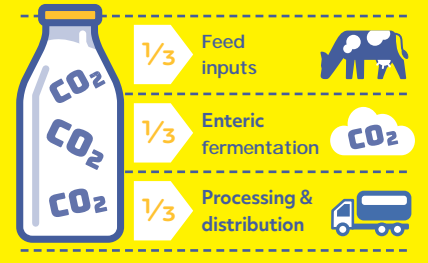 CO₂
CO₂
CO₂
1/3
Feed
inputs
1/3
Enteric
fermentation
CO₂
1/3
Processing &
distribution